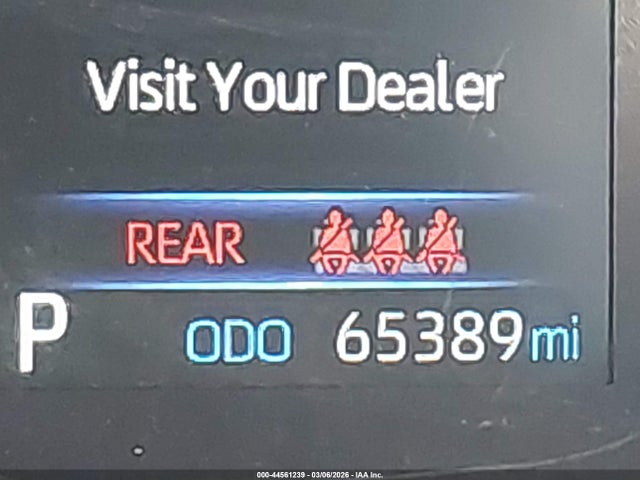 Visit Your Dealer
REAR
P ODO 65389 mi
000-44561239 - 03/06/2026 - IAA Inc.